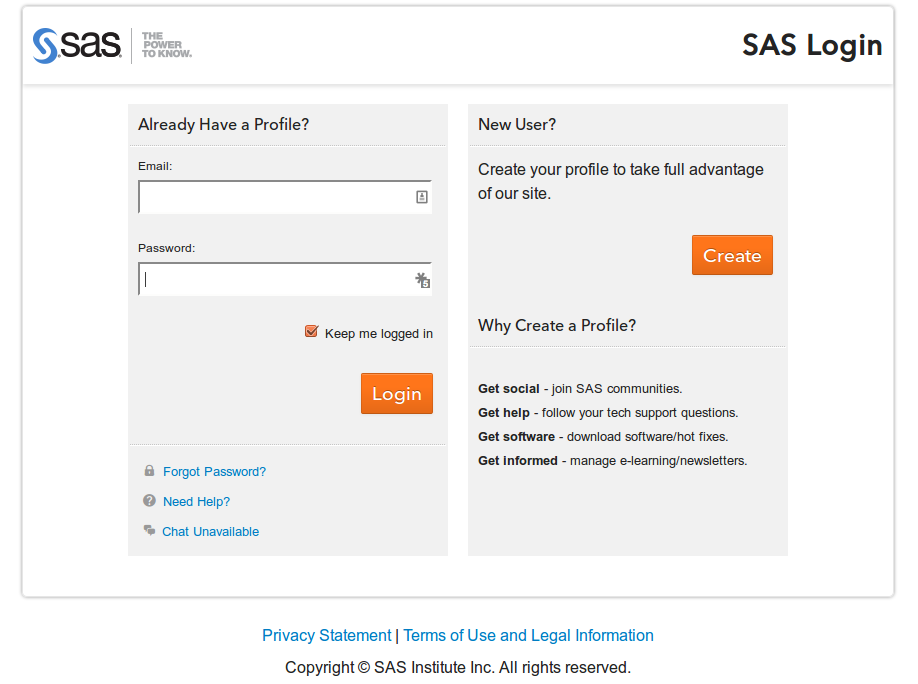 sas
THE
POWER
TO KNOW.
SAS Login
Already Have a Profile?
Email:
Password:
Keep me logged in
Login
Forgot Password?
Need Help?
Chat Unavailable
New User?
Create your profile to take full advantage
of our site.
Create
Why Create a Profile?
Get social - join SAS communities.
Get help - follow your tech support questions.
Get software - download software/hot fixes.
Get informed - manage e-learning/newsletters.
Privacy Statement | Terms of Use and Legal Information
Copyright © SAS Institute Inc. All rights reserved.